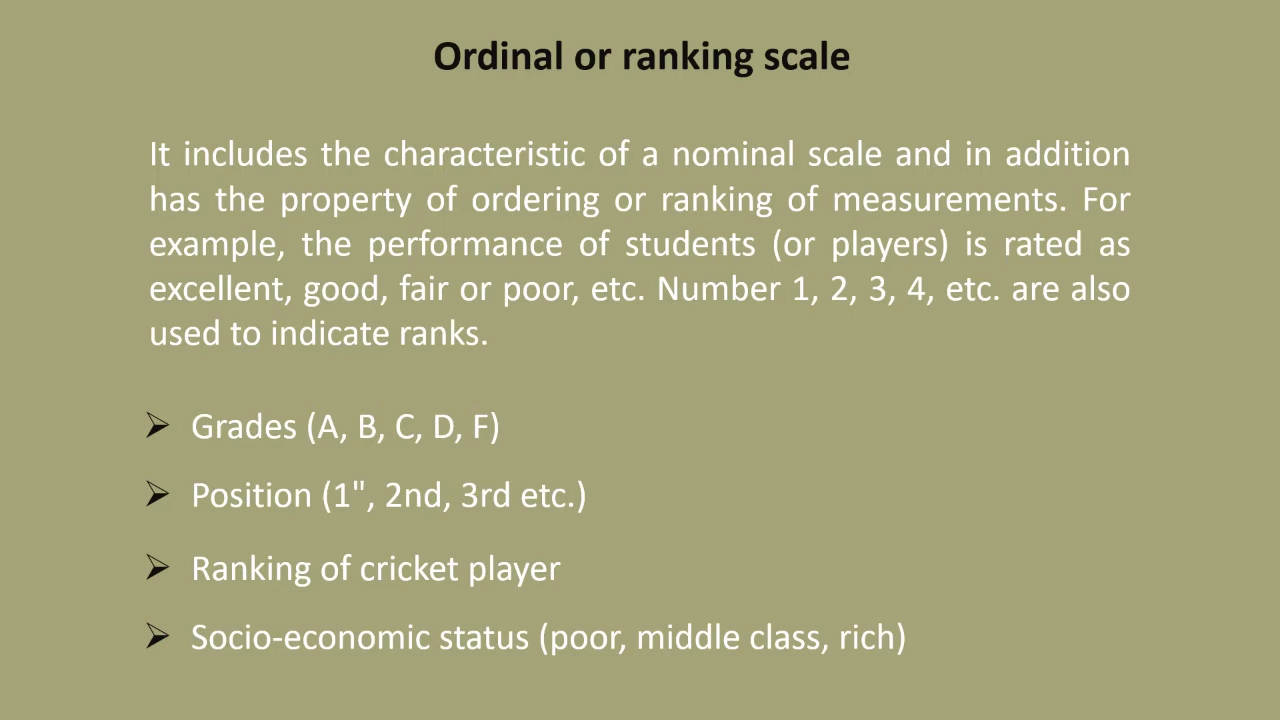 Ordinal or ranking scale
It includes the characteristic of a nominal scale and in addition
has the property of ordering or ranking of measurements. For
example, the performance of students (or players) is rated as
excellent, good, fair or poor, etc. Number 1, 2, 3, 4, etc. are also
used to indicate ranks.
➢ Grades (A, B, C, D, F)
➢ Position (1", 2nd, 3rd etc.)
➢ Ranking of cricket player
➢ Socio-economic status (poor, middle class, rich)